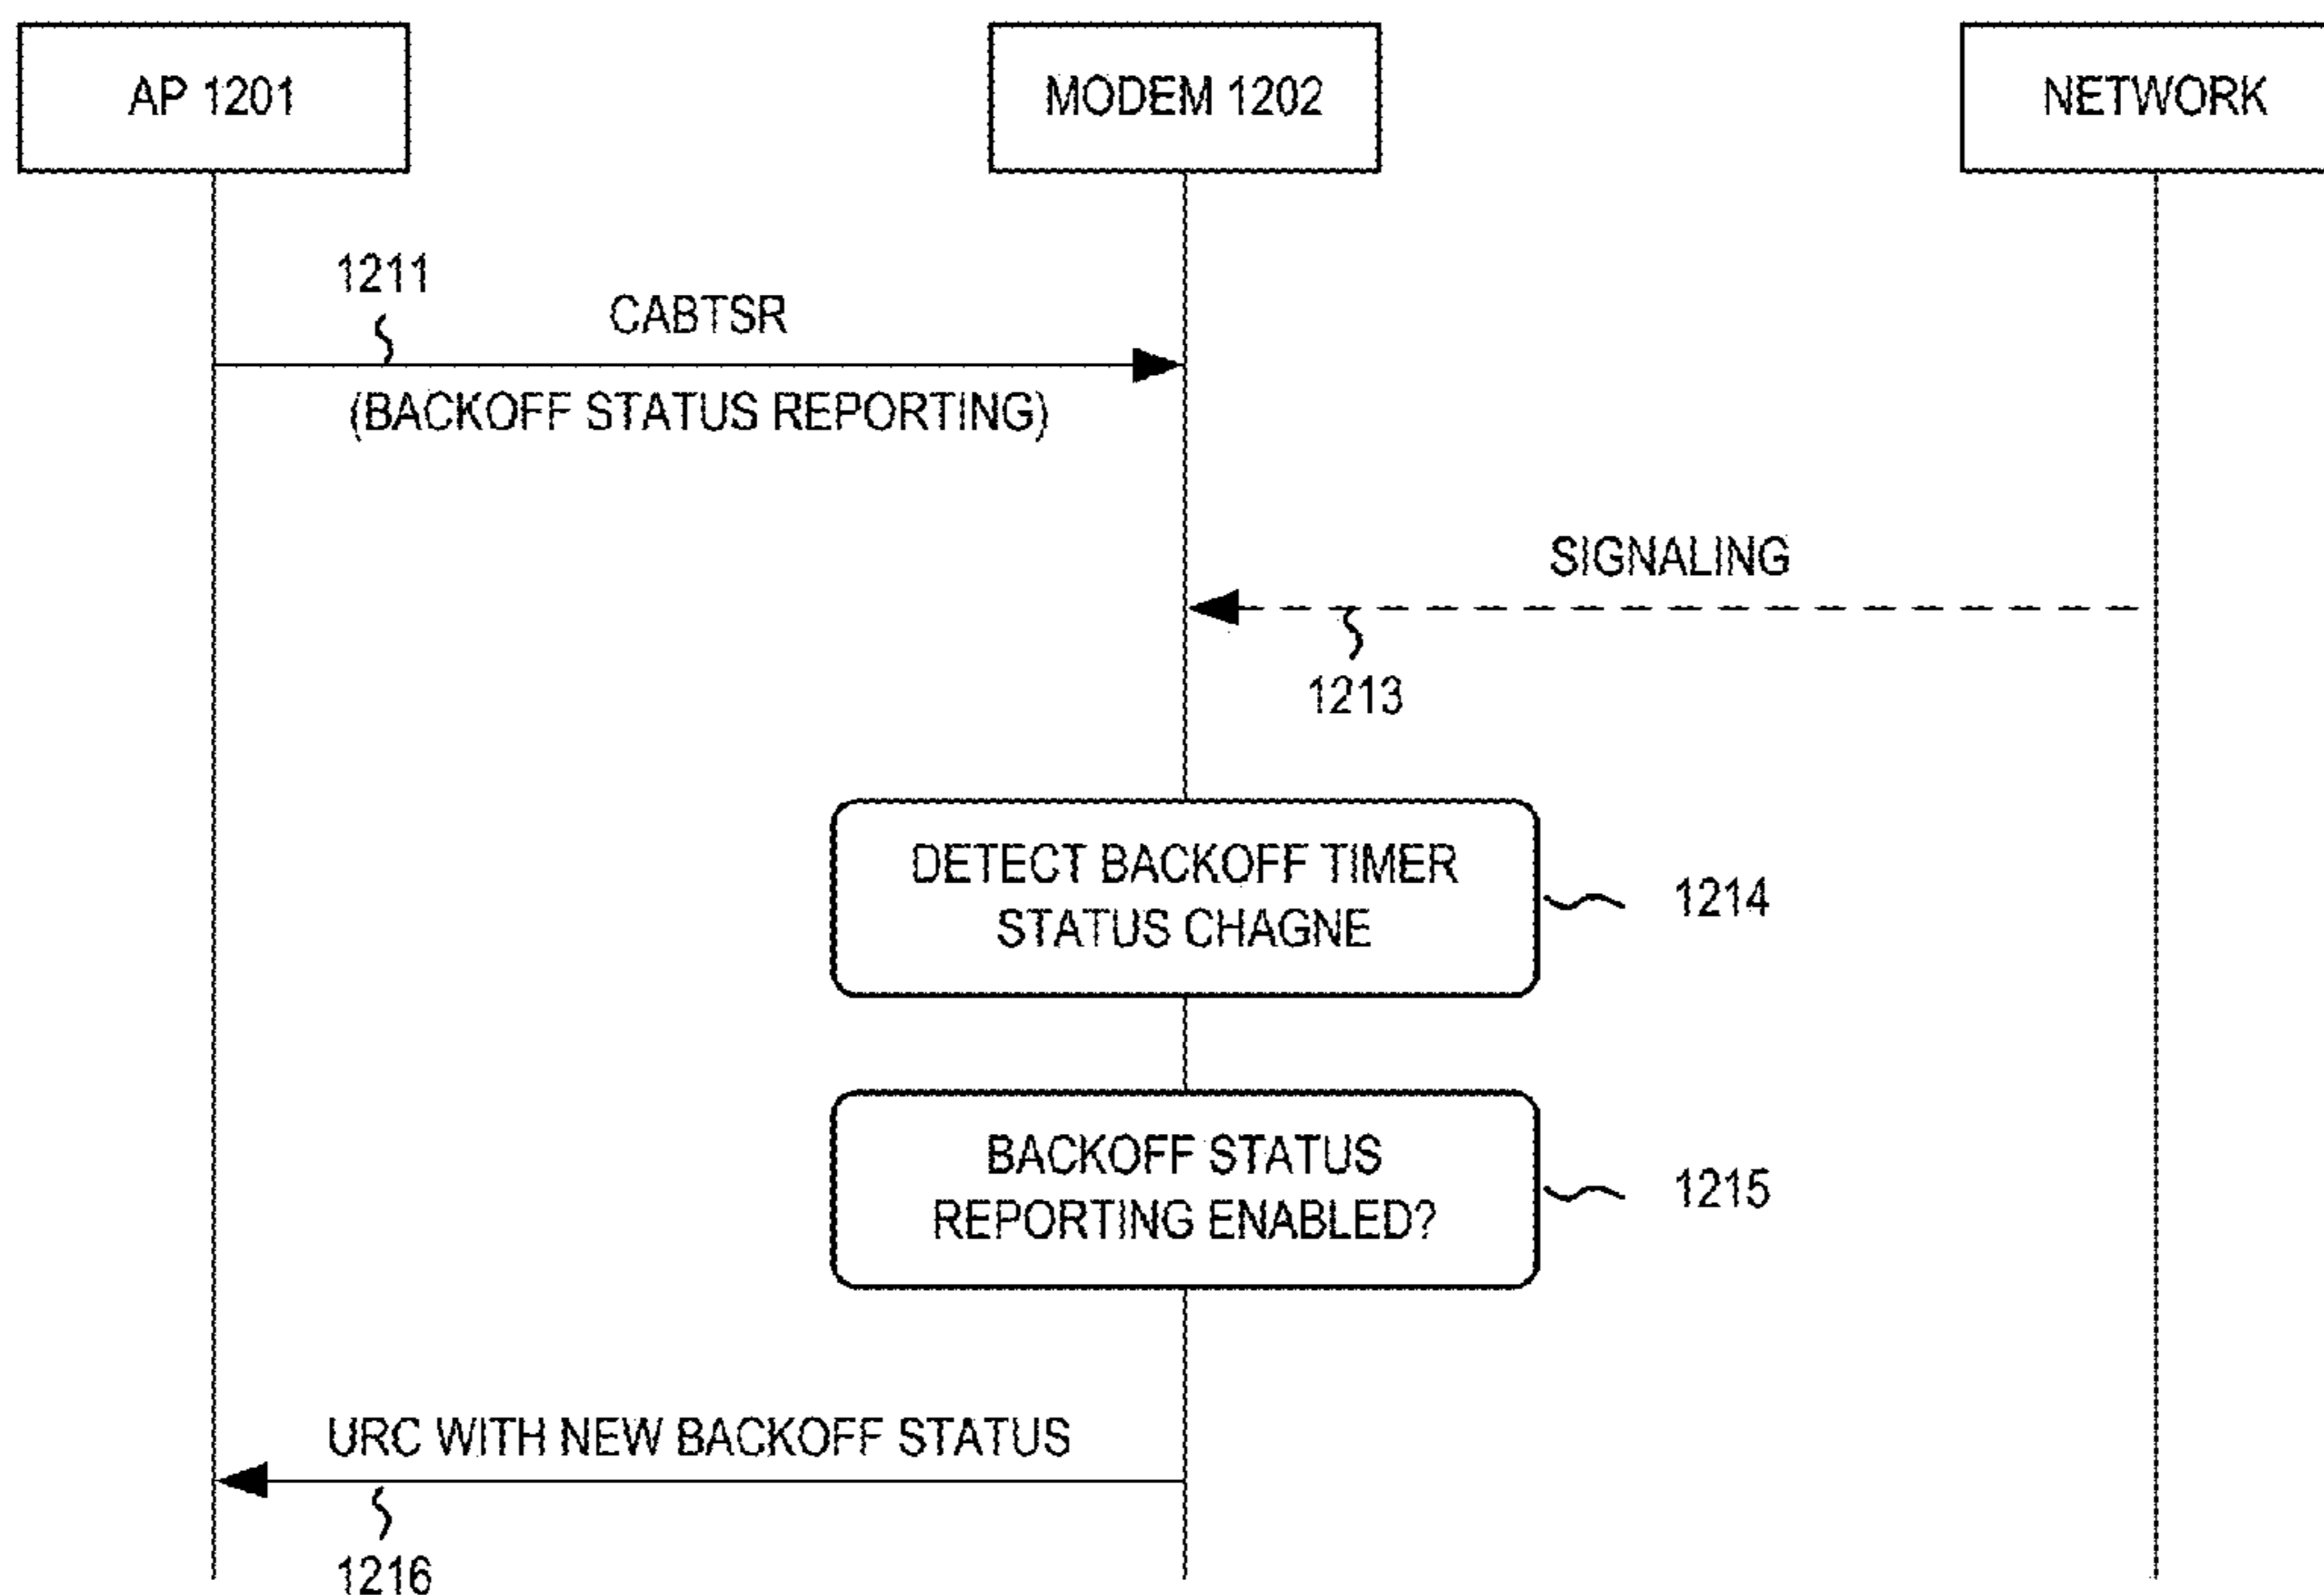 AP 1201
MODEM 1202
NETWORK
1211
CABTSR
(BACKOFF STATUS REPORTING)
SIGNALING
1213
DETECT BACKOFF TIMER
STATUS CHAGNE
1214
BACKOFF STATUS
REPORTING ENABLED?
1215
URC WITH NEW BACKOFF STATUS
1216